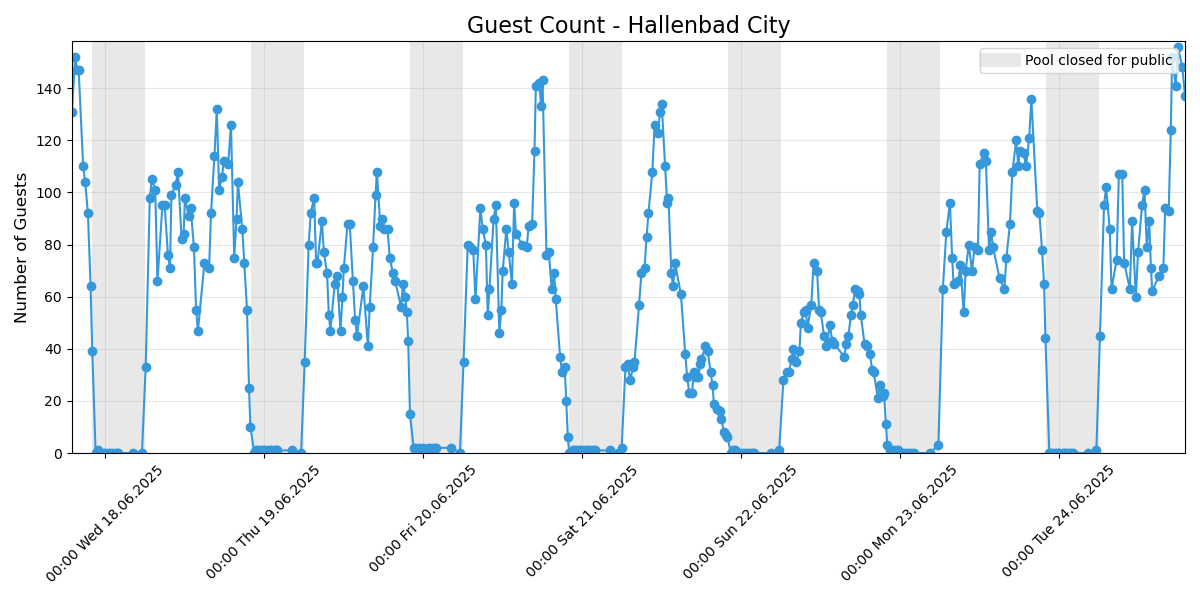 Guest Count - Hallenbad City
Pool closed for public
Number of Guests
140
120
100
80
60
40
20
0
00:00 Wed 18.06.2025
00:00 Thu 19.06.2025
00:00 Fri 20.06.2025
00:00 Sat 21.06.2025
00:00 Sun 22.06.2025
00:00 Mon 23.06.2025
00:00 Tue 24.06.2025